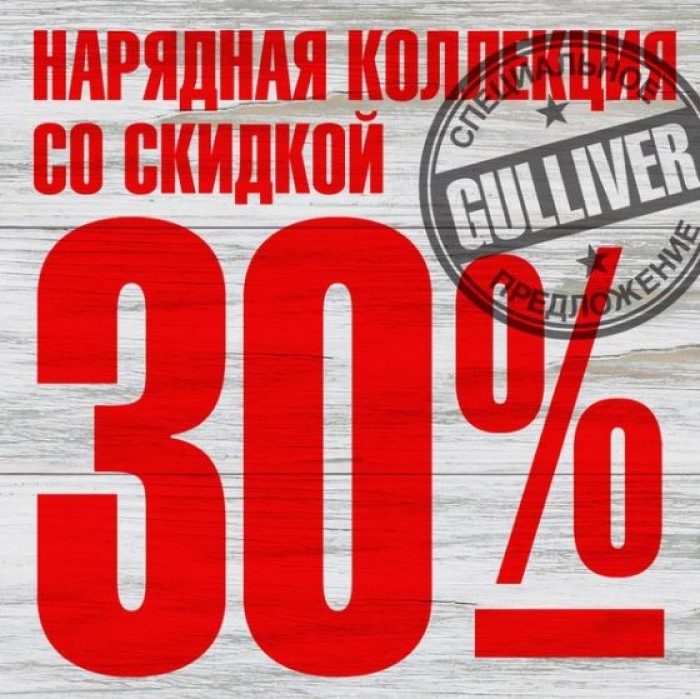 НАРЯДНАЯ КОЛЛЕКЦИЯ
СО СКИДКОЙ
30%
СПЕЦИАЛЬНОЕ
GULLIVER
ПРЕДЛОЖЕНИЕ